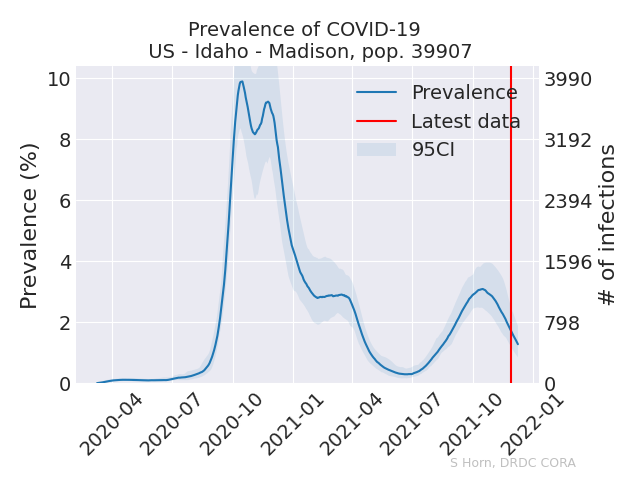 Prevalence of COVID-19
US - Idaho - Madison, pop. 39907
Prevalence (%)
10
8
6
4
2
0
3990
3192
2394
1596
798
0
# of infections
Prevalence
Latest data
95CI
2020-04
2020-07
2020-10
2021-01
2021-04
2021-07
2021-10
2022-01
S Horn, DRDC CORA